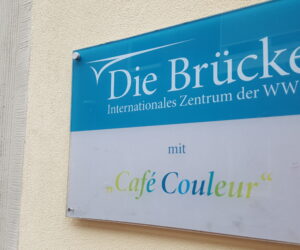 Die Brücke
Internationales Zentrum der WW
mit
„Café Couleur“